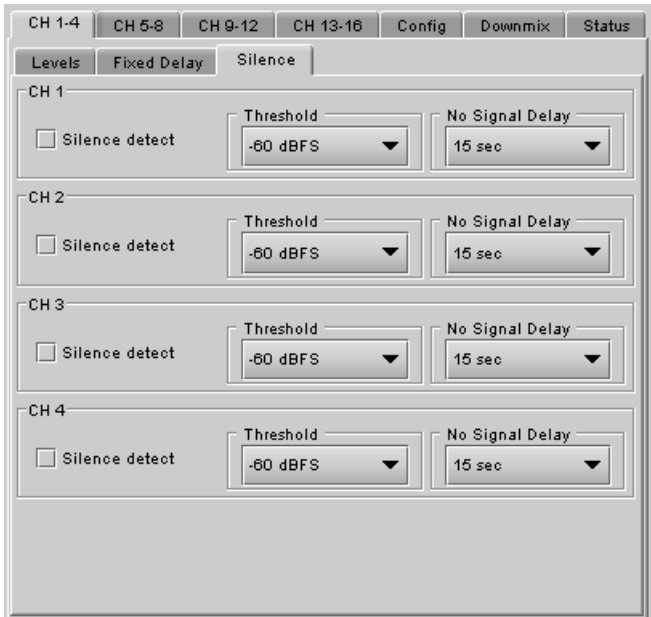 CH 1-4 CH 5-8 CH 9-12 CH 13-16 Config Downmix Status
Levels Fixed Delay Silence
CH 1
Threshold No Signal Delay
Silence detect -60 dBFS 15 sec
CH 2
Threshold No Signal Delay
Silence detect -60 dBFS 15 sec
CH 3
Threshold No Signal Delay
Silence detect -60 dBFS 15 sec
CH 4
Threshold No Signal Delay
Silence detect -60 dBFS 15 sec